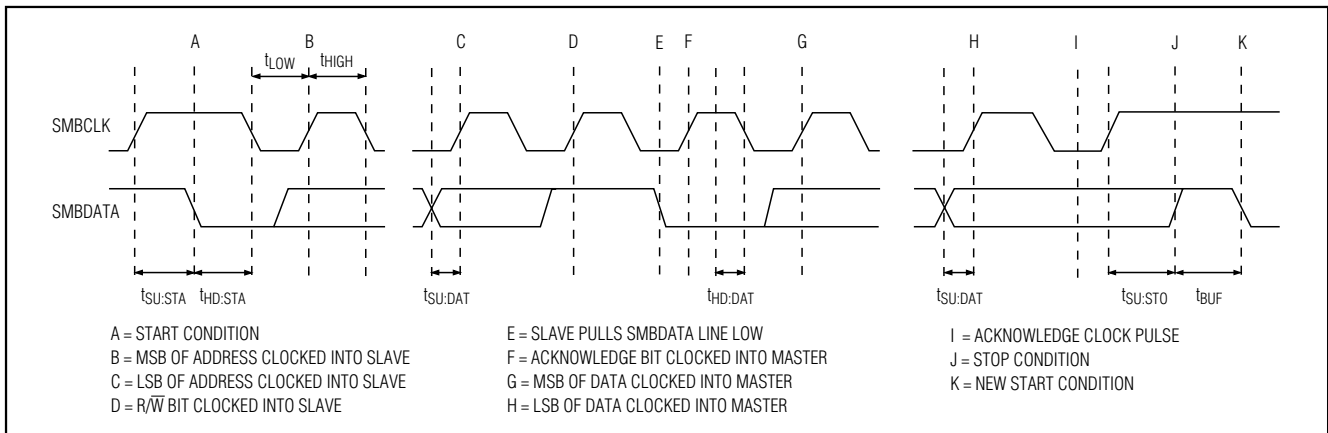 A B C D E F G H I J K
tLOW tHIGH
SMBCLK
SMBDATA
tSU:STA tHD:STA tSU:DAT tHD:DAT tSU:DAT tSU:STO tBUF
A = START CONDITION
B = MSB OF ADDRESS CLOCKED INTO SLAVE
C = LSB OF ADDRESS CLOCKED INTO SLAVE
D = R/W̅ BIT CLOCKED INTO SLAVE
E = SLAVE PULLS SMBDATA LINE LOW
F = ACKNOWLEDGE BIT CLOCKED INTO MASTER
G = MSB OF DATA CLOCKED INTO MASTER
H = LSB OF DATA CLOCKED INTO MASTER
I = ACKNOWLEDGE CLOCK PULSE
J = STOP CONDITION
K = NEW START CONDITION